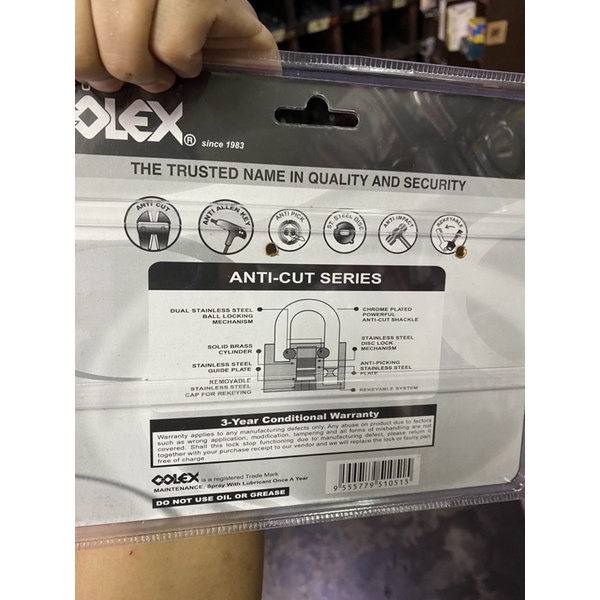 OLEX® since 1983
THE TRUSTED NAME IN QUALITY AND SECURITY
ANTI CUT
ANTI ALLEN KEY
ANTI PICK
ST. STEEL DISC
ANTI IMPACT
REKEYABLE
ANTI-CUT SERIES
DUAL STAINLESS STEEL
BALL LOCKING
MECHANISM
SOLID BRASS
CYLINDER
STAINLESS STEEL
GUIDE PLATE
REMOVABLE
STAINLESS STEEL
CAP FOR REKEYING
CHROME PLATED
POWERFUL
ANTI-CUT SHACKLE
STAINLESS STEEL
DISC LOCK
MECHANISM
ANTI-PICKING
STAINLESS STEEL
PLATE
REKEYABLE SYSTEM
3-Year Conditional Warranty
Warranty applies to any manufacturing defects only. Any abuse on product due to factors
such as wrong application, modification, tampering and all forms of mishandling are not
covered. Shall this lock stop functioning due to manufacturing defect, please return it
together with your purchase receipt to our vendor and we will replace the lock or faulty part
free of charge.
OOLEX is a registered Trade Mark
MAINTENANCE: Spray With Lubricant Once A Year
DO NOT USE OIL OR GREASE
9 555779 510515